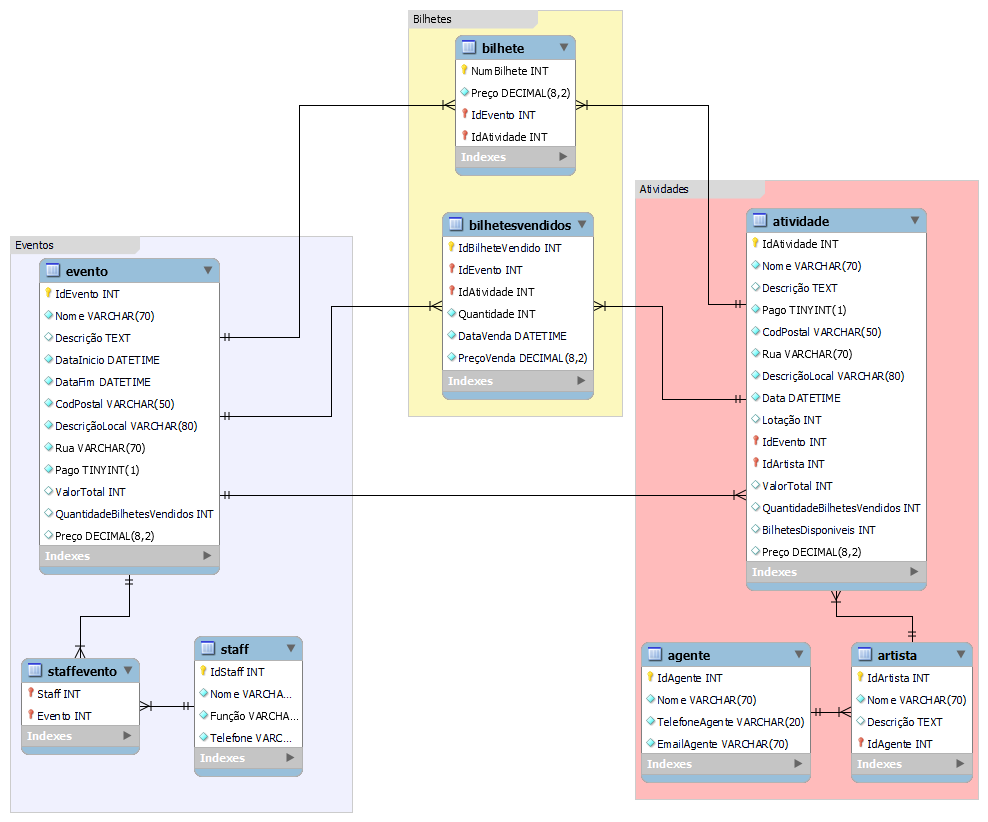 Bilhetes
bilhete
NumBilhete INT
Preço DECIMAL(8,2)
IdEvento INT
IdAtividade INT
Indexes
bilhetesvendidos
IdBilheteVendido INT
IdEvento INT
IdAtividade INT
Quantidade INT
DataVenda DATETIME
PreçoVenda DECIMAL(8,2)
Indexes
Eventos
evento
IdEvento INT
Nome VARCHAR(70)
Descrição TEXT
DataInicio DATETIME
DataFim DATETIME
CodPostal VARCHAR(50)
DescriçãoLocal VARCHAR(80)
Rua VARCHAR(70)
Pago TINYINT(1)
ValorTotal INT
QuantidadeBilhetesVendidos INT
Preço DECIMAL(8,2)
Indexes
staffevento
Staff INT
Evento INT
Indexes
staff
IdStaff INT
Nome VARCHA...
Função VARCHA...
Telefone VARC...
Indexes
Atividades
atividade
IdAtividade INT
Nome VARCHAR(70)
Descrição TEXT
Pago TINYINT(1)
CodPostal VARCHAR(50)
Rua VARCHAR(70)
DescriçãoLocal VARCHAR(80)
Data DATETIME
Lotação INT
IdEvento INT
IdArtista INT
ValorTotal INT
QuantidadeBilhetesVendidos INT
BilhetesDisponiveis INT
Preço DECIMAL(8,2)
Indexes
agente
IdAgente INT
Nome VARCHAR(70)
TelefoneAgente VARCHAR(20)
EmailAgente VARCHAR(70)
Indexes
artista
IdArtista INT
Nome VARCHAR(70)
Descrição TEXT
IdAgente INT
Indexes